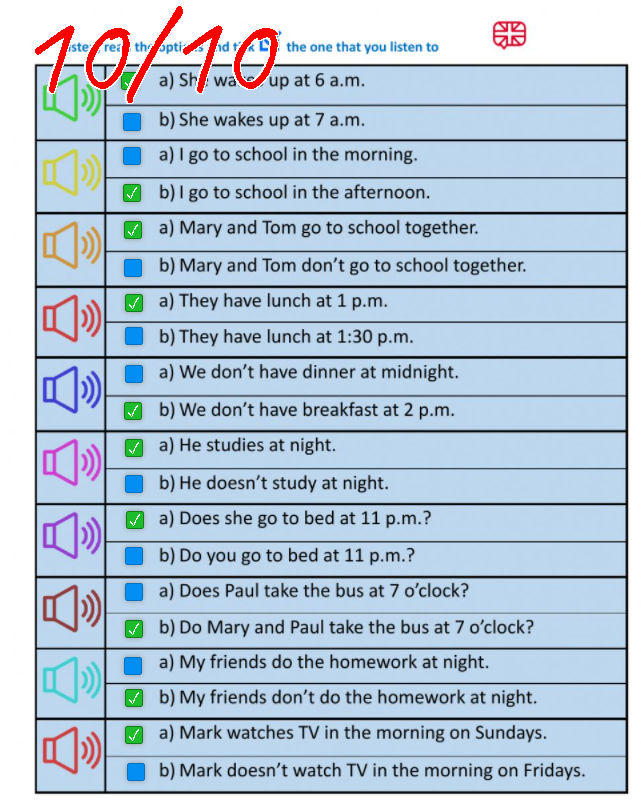 10/10
read the options and tick the one that you listen to
a) She wakes up at 6 a.m.
b) She wakes up at 7 a.m.
a) I go to school in the morning.
b) I go to school in the afternoon.
a) Mary and Tom go to school together.
b) Mary and Tom don't go to school together.
a) They have lunch at 1 p.m.
b) They have lunch at 1:30 p.m.
a) We don't have dinner at midnight.
b) We don't have breakfast at 2 p.m.
a) He studies at night.
b) He doesn't study at night.
a) Does she go to bed at 11 p.m.?
b) Do you go to bed at 11 p.m.?
a) Does Paul take the bus at 7 o'clock?
b) Do Mary and Paul take the bus at 7 o'clock?
a) My friends do the homework at night.
b) My friends don't do the homework at night.
a) Mark watches TV in the morning on Sundays.
b) Mark doesn't watch TV in the morning on Fridays.